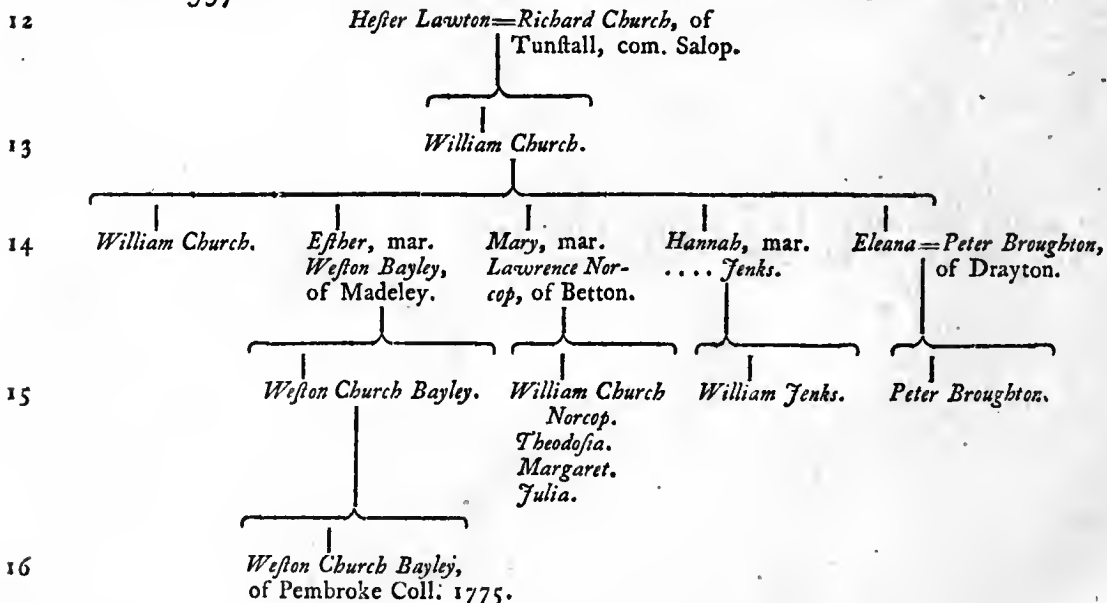 12 Heſter Lawton=Richard Church, of
Tunſtall, com. Salop.
13 William Church.
14 William Church. Eſther, mar. Mary, mar. Hannah, mar. Eleana=Peter Broughton,
Weſton Bayley, Lawrence Nor- .... Jenks. of Drayton.
of Madeley. cop, of Betton.
15 Weſton Church Bayley. William Church William Jenks. Peter Broughton.
Norcop.
Theodoſia.
Margaret.
Julia.
16 Weſton Church Bayley,
of Pembroke Coll. 1775.